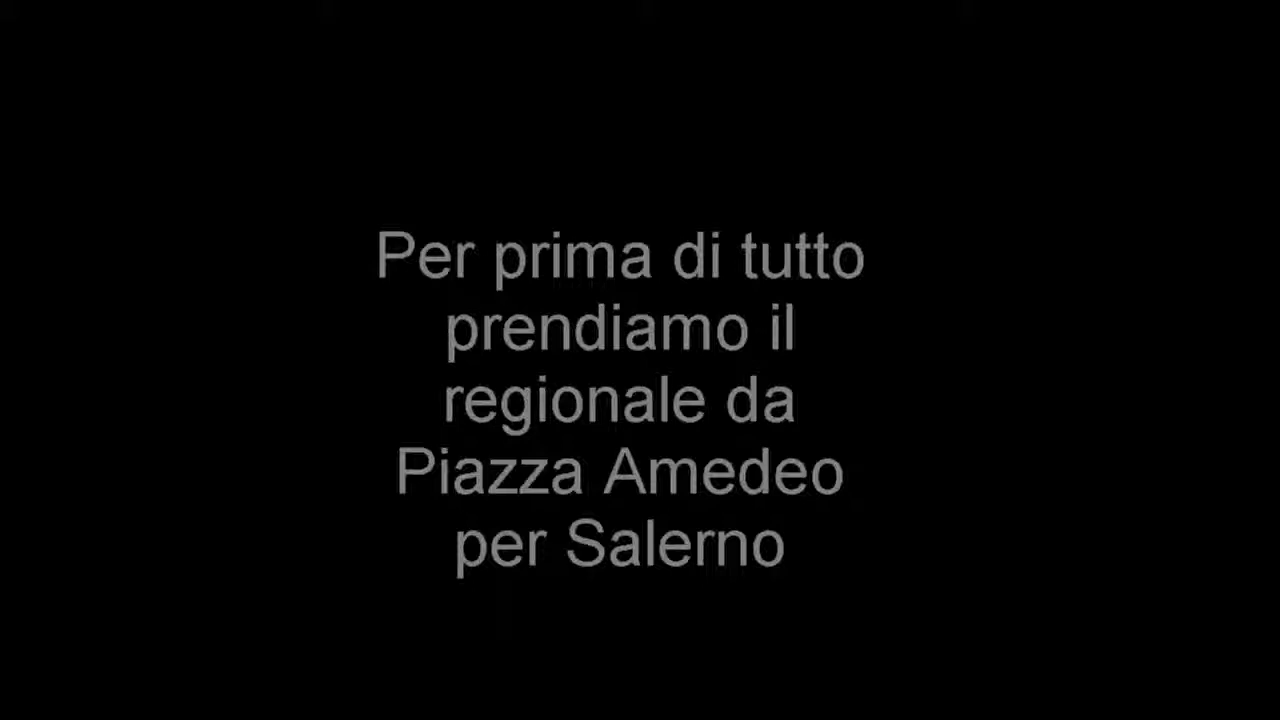 Per prima di tutto
prendiamo il
regionale da
Piazza Amedeo
per Salerno